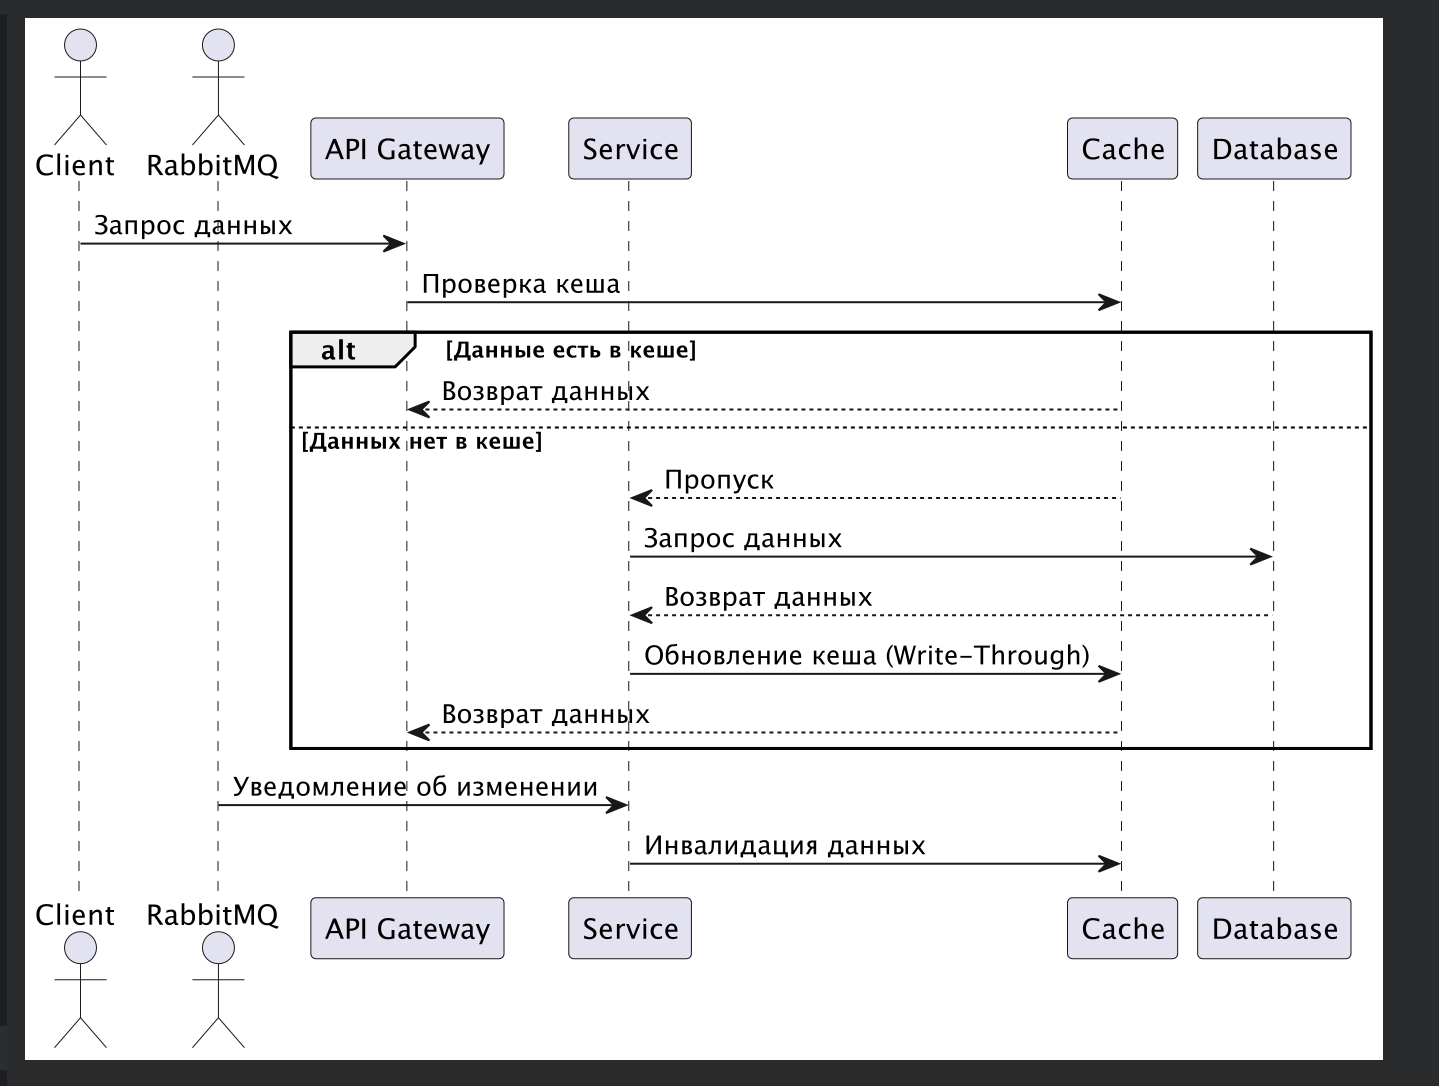 Client
RabbitMQ
API Gateway
Service
Cache
Database
Запрос данных
Проверка кеша
alt
[Данные есть в кеше]
Возврат данных
[Данных нет в кеше]
Пропуск
Запрос данных
Возврат данных
Обновление кеша (Write-Through)
Возврат данных
Уведомление об изменении
Инвалидация данных
Client
RabbitMQ
API Gateway
Service
Cache
Database